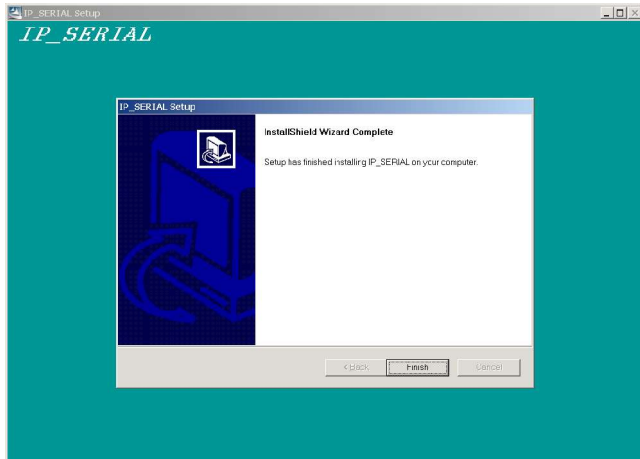 IP_SERIAL Setup
IP_SERIAL
IP_SERIAL Setup
InstallShield Wizard Complete
Setup has finished installing IP_SERIAL on your computer.
< Back
Finish
Cancel